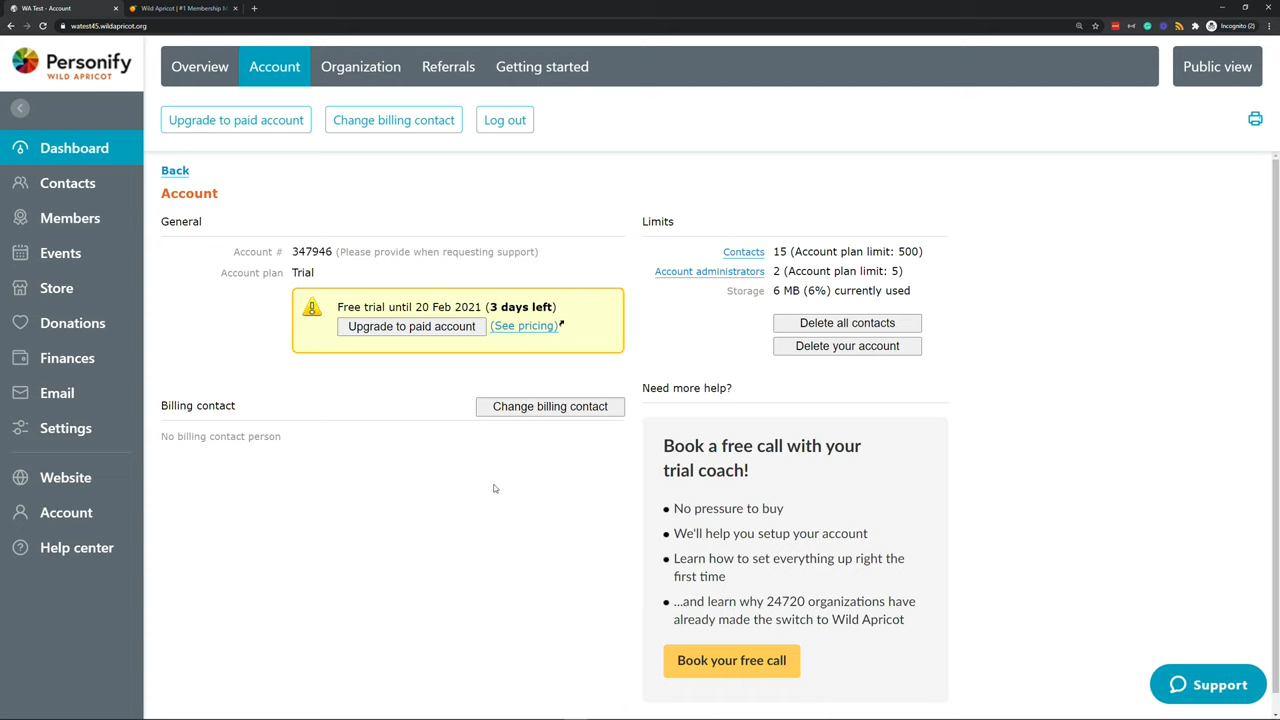 WA Test - Account
Wild Apricot | #1 Membership M
watest45.wildapricot.org
Incognito (2)
Personify
WILD APRICOT
Overview
Account
Organization
Referrals
Getting started
Public view
Upgrade to paid account
Change billing contact
Log out
Dashboard
Contacts
Members
Events
Store
Donations
Finances
Email
Settings
Website
Account
Help center
Back
Account
General
Account # 347946 (Please provide when requesting support)
Account plan Trial
Free trial until 20 Feb 2021 (3 days left)
Upgrade to paid account (See pricing)
Billing contact
Change billing contact
No billing contact person
Limits
Contacts 15 (Account plan limit: 500)
Account administrators 2 (Account plan limit: 5)
Storage 6 MB (6%) currently used
Delete all contacts
Delete your account
Need more help?
Book a free call with your
trial coach!
No pressure to buy
We'll help you setup your account
Learn how to set everything up right the
first time
...and learn why 24720 organizations have
already made the switch to Wild Apricot
Book your free call
Support